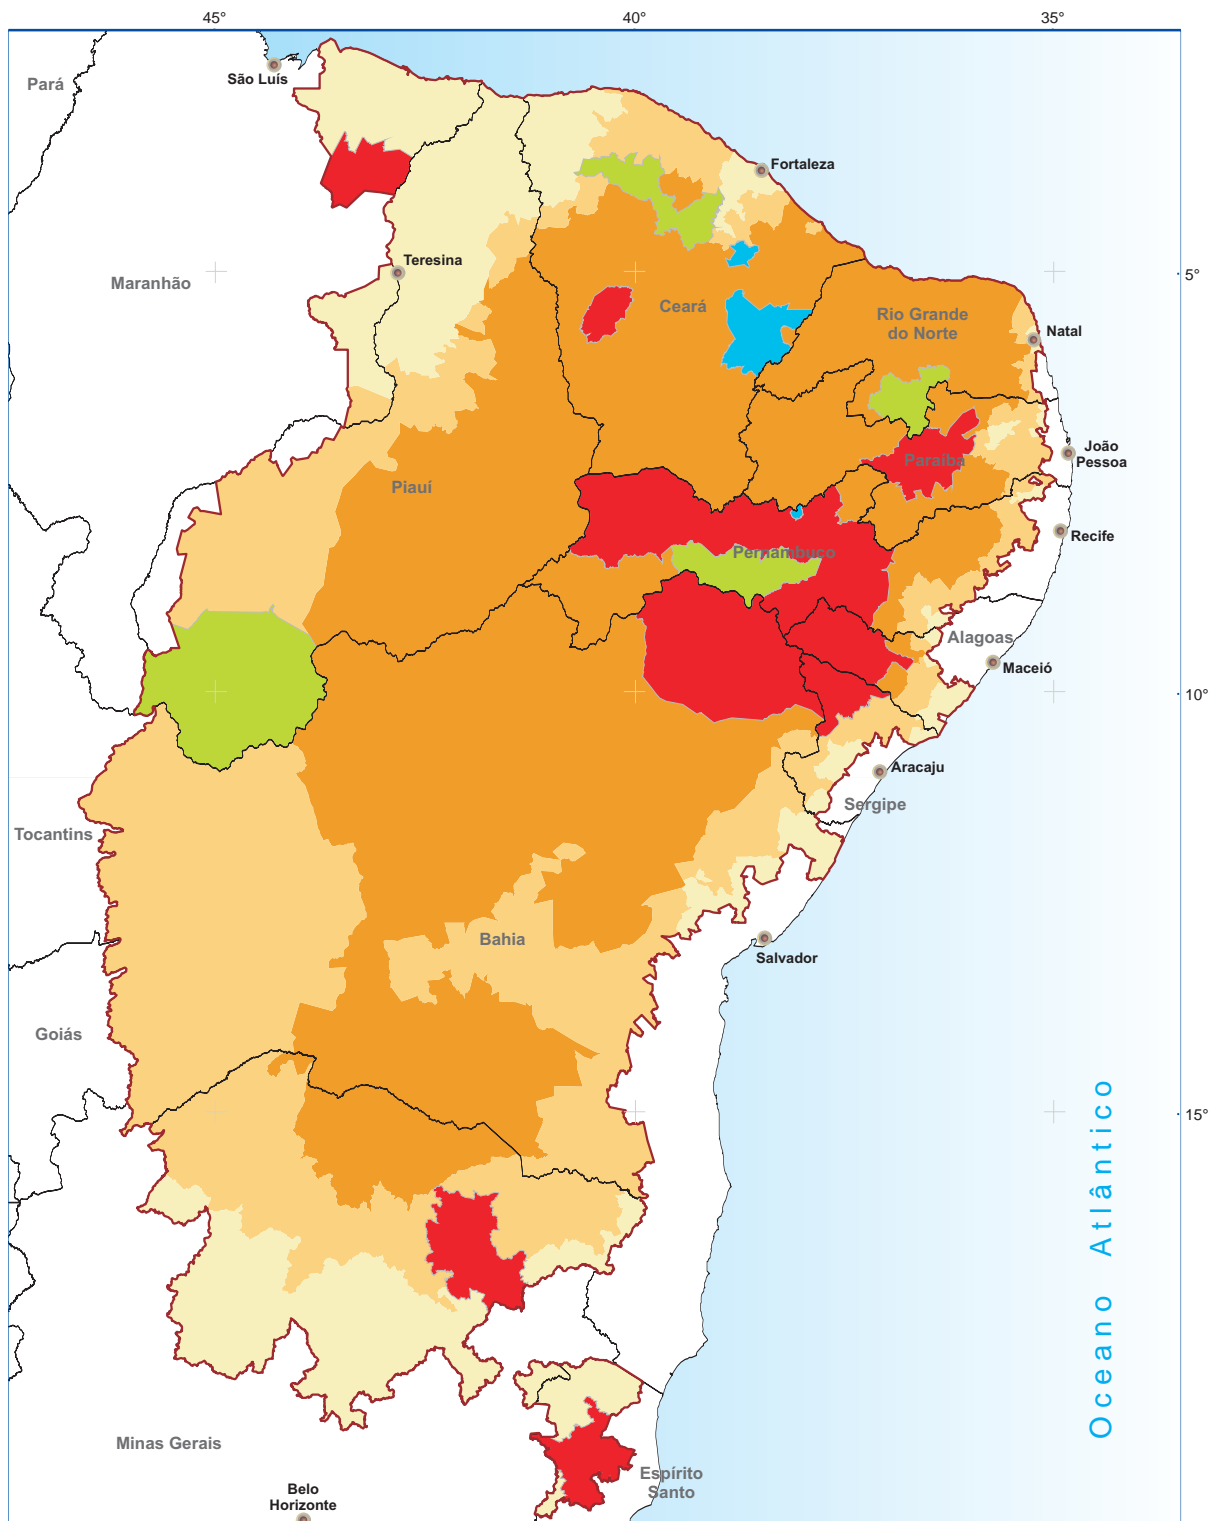 45°
40°
35°
Pará
São Luís
Fortaleza
Teresina
Maranhão
5°
Ceará
Rio Grande
do Norte
Natal
João
Pessoa
Paraíba
Piauí
Recife
Pernambuco
Alagoas
Maceió
10°
Aracaju
Sergipe
Tocantins
Bahia
Salvador
Goiás
15°
Oceano Atlântico
Minas Gerais
Espírito
Santo
Belo
Horizonte